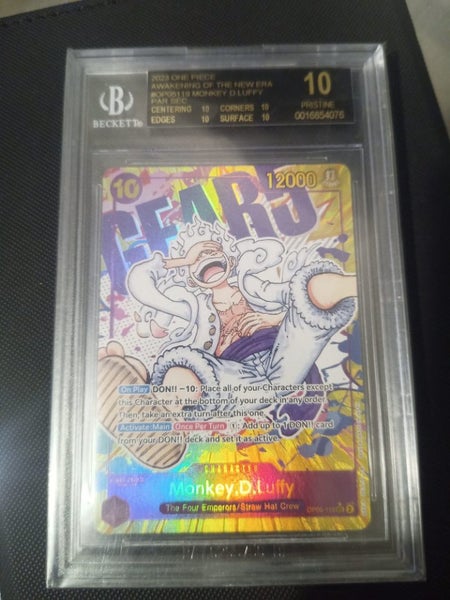 2023 ONE PIECE
AWAKENING OF THE NEW ERA
#OP05119 MONKEY.D.LUFFY
PAR SEC
CENTERING 10 CORNERS 10
EDGES 10 SURFACE 10
10
PRISTINE
0016654076
B
BECKETT
10
12000
GEAR5
On Play DON!! −10: Place all of your Characters except
this Character at the bottom of your deck in any order.
Then, take an extra turn after this one.
Activate:Main Once Per Turn ①: Add up to 1 DON!! card
from your DON!! deck and set it as active.
CHARACTER
Monkey.D.Luffy
The Four Emperors/Straw Hat Crew
OP05-119